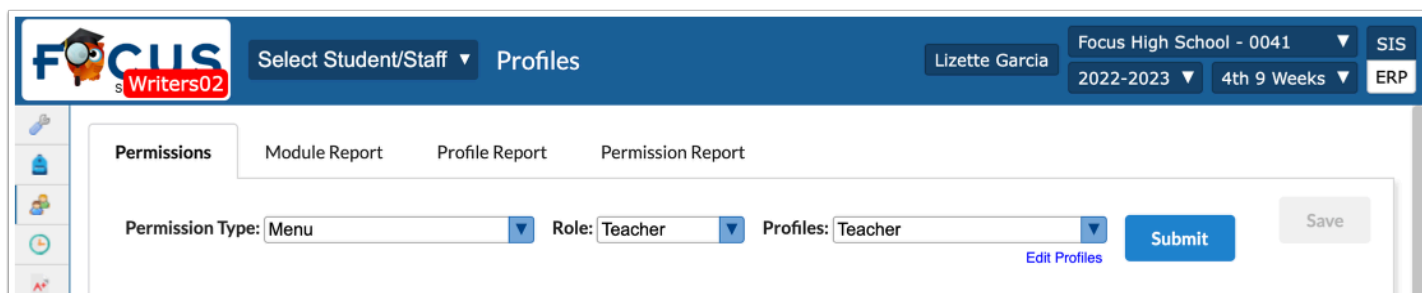 FOCUS
Writers02
Select Student/Staff ▼
Profiles
Lizette Garcia
Focus High School - 0041 ▼
SIS
2022-2023 ▼
4th 9 Weeks ▼
ERP
Permissions
Module Report
Profile Report
Permission Report
Permission Type: Menu
Role: Teacher
Profiles: Teacher
Submit
Save
Edit Profiles
A+